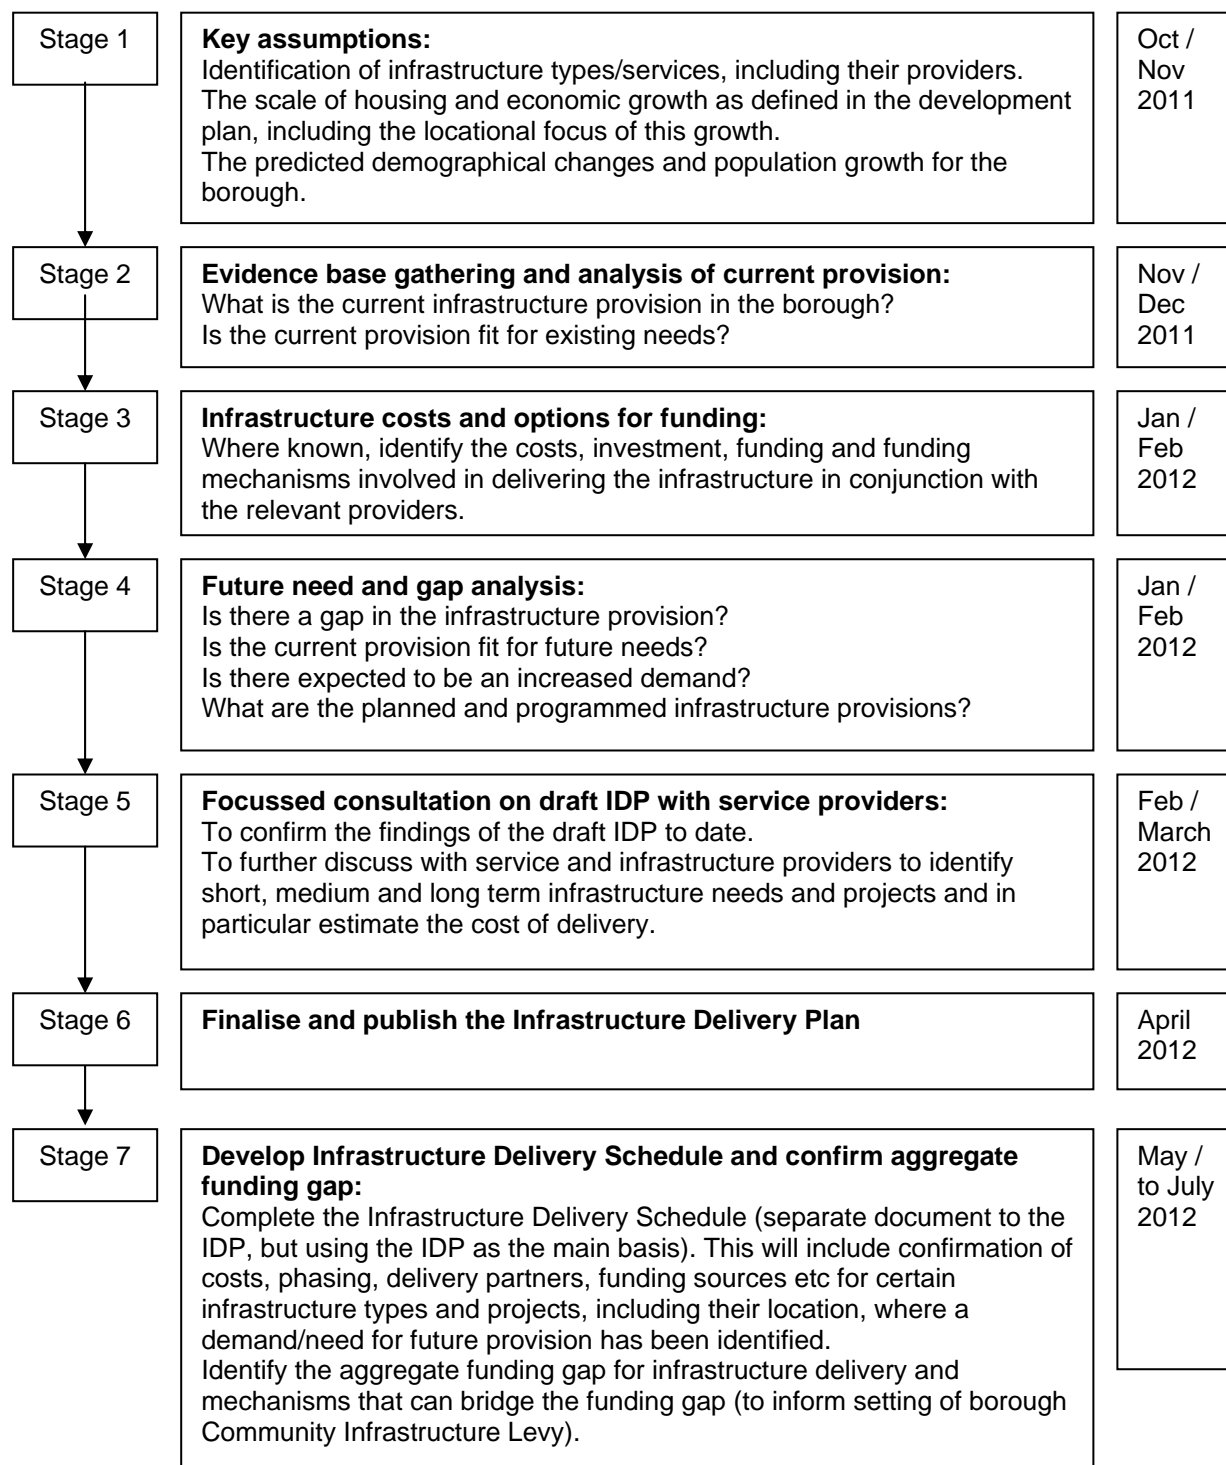 Stage 1
Key assumptions:
Identification of infrastructure types/services, including their providers.
The scale of housing and economic growth as defined in the development
plan, including the locational focus of this growth.
The predicted demographical changes and population growth for the
borough.
Oct /
Nov
2011
Stage 2
Evidence base gathering and analysis of current provision:
What is the current infrastructure provision in the borough?
Is the current provision fit for existing needs?
Nov /
Dec
2011
Stage 3
Infrastructure costs and options for funding:
Where known, identify the costs, investment, funding and funding
mechanisms involved in delivering the infrastructure in conjunction with
the relevant providers.
Jan /
Feb
2012
Stage 4
Future need and gap analysis:
Is there a gap in the infrastructure provision?
Is the current provision fit for future needs?
Is there expected to be an increased demand?
What are the planned and programmed infrastructure provisions?
Jan /
Feb
2012
Stage 5
Focussed consultation on draft IDP with service providers:
To confirm the findings of the draft IDP to date.
To further discuss with service and infrastructure providers to identify
short, medium and long term infrastructure needs and projects and in
particular estimate the cost of delivery.
Feb /
March
2012
Stage 6
Finalise and publish the Infrastructure Delivery Plan
April
2012
Stage 7
Develop Infrastructure Delivery Schedule and confirm aggregate
funding gap:
Complete the Infrastructure Delivery Schedule (separate document to the
IDP, but using the IDP as the main basis). This will include confirmation of
costs, phasing, delivery partners, funding sources etc for certain
infrastructure types and projects, including their location, where a
demand/need for future provision has been identified.
Identify the aggregate funding gap for infrastructure delivery and
mechanisms that can bridge the funding gap (to inform setting of borough
Community Infrastructure Levy).
May /
to July
2012